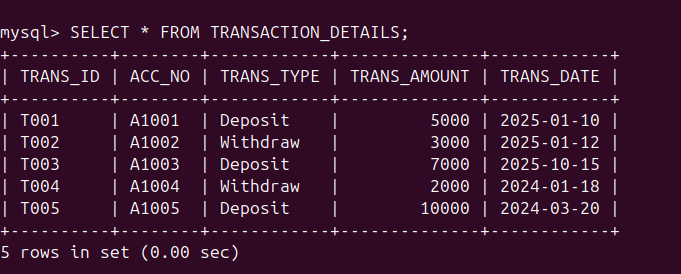 mysql> SELECT * FROM TRANSACTION_DETAILS;
+----------+--------+------------+--------------+------------+
| TRANS_ID | ACC_NO | TRANS_TYPE | TRANS_AMOUNT | TRANS_DATE |
+----------+--------+------------+--------------+------------+
| T001     | A1001  | Deposit    |         5000 | 2025-01-10 |
| T002     | A1002  | Withdraw   |         3000 | 2025-01-12 |
| T003     | A1003  | Deposit    |         7000 | 2025-10-15 |
| T004     | A1004  | Withdraw   |         2000 | 2024-01-18 |
| T005     | A1005  | Deposit    |        10000 | 2024-03-20 |
+----------+--------+------------+--------------+------------+
5 rows in set (0.00 sec)